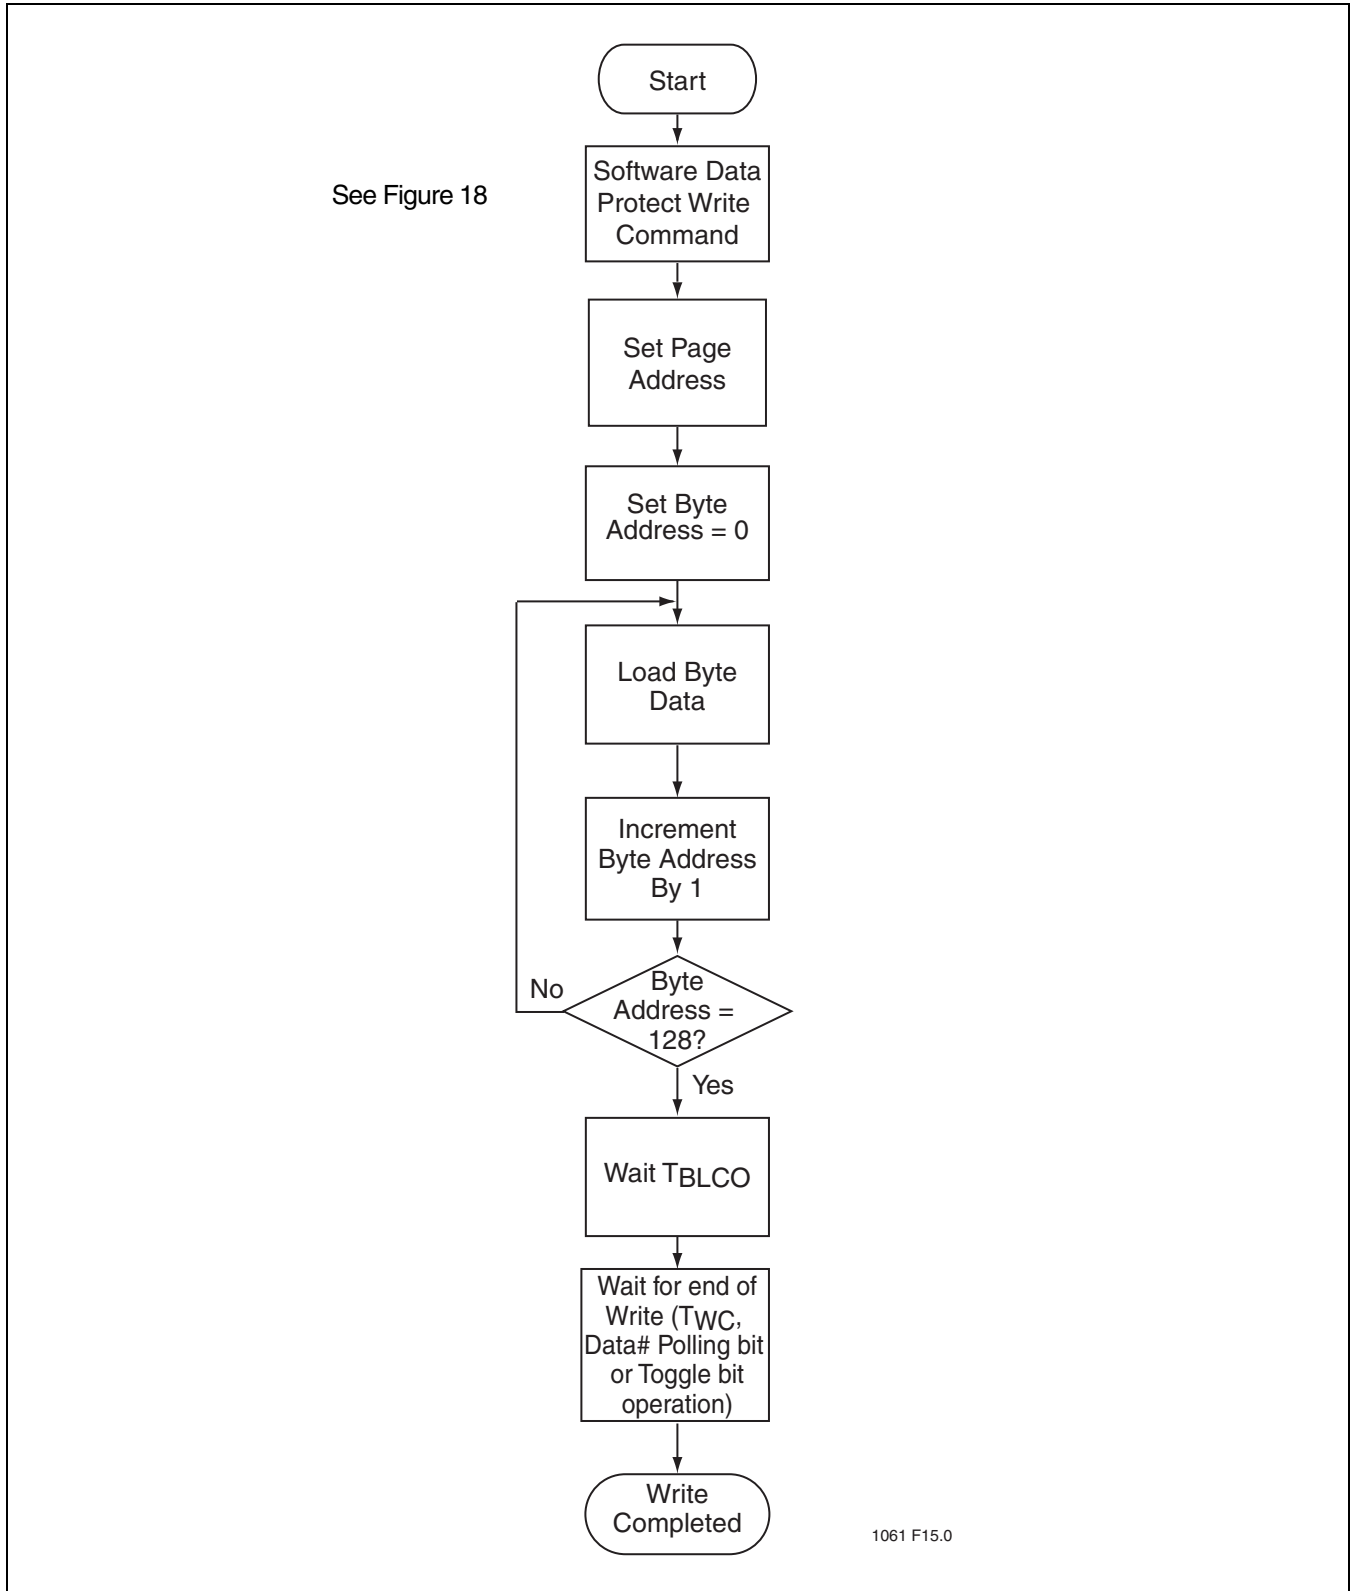 Start
See Figure 18
Software Data
Protect Write
Command
Set Page
Address
Set Byte
Address = 0
Load Byte
Data
Increment
Byte Address
By 1
No
Byte
Address =
128?
Yes
Wait TBLCO
Wait for end of
Write (TWC,
Data# Polling bit
or Toggle bit
operation)
Write
Completed
1061 F15.0